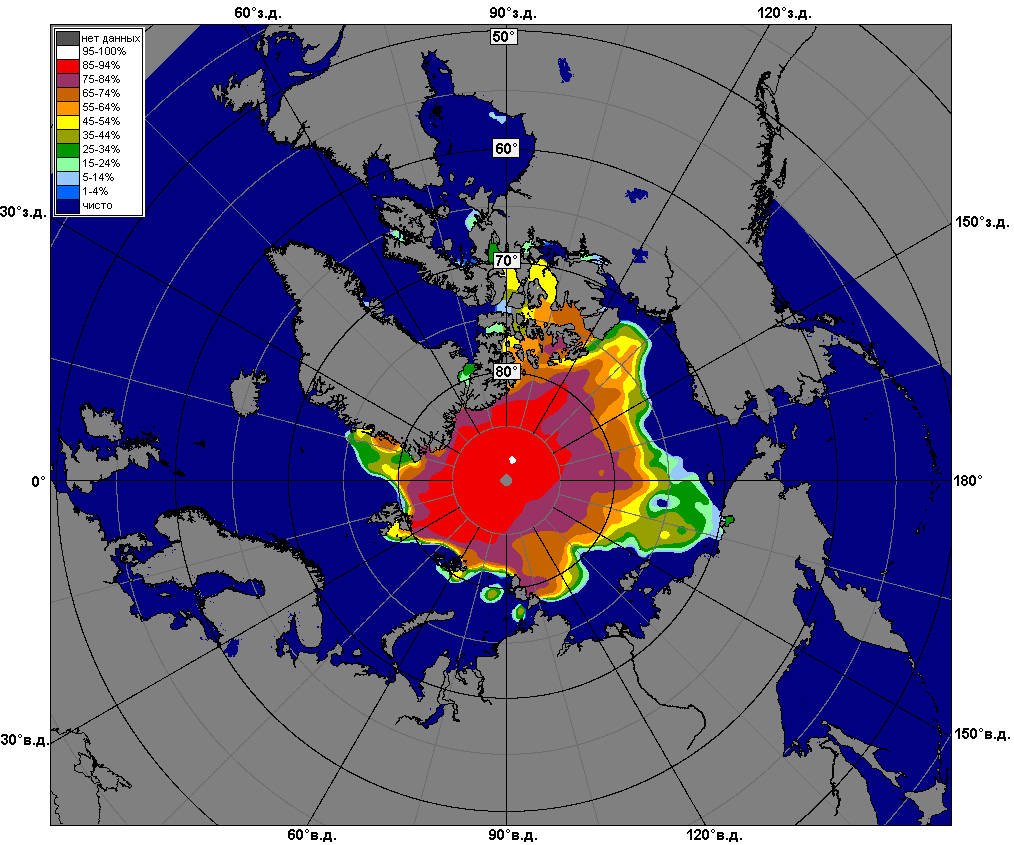 60°з.д.
90°з.д.
120°з.д.
нет данных
95-100%
85-94%
75-84%
65-74%
55-64%
45-54%
35-44%
25-34%
15-24%
5-14%
1-4%
чисто
50°
60°
30°з.д.
150°з.д.
70°
80°
0°
180°
30°в.д.
150°в.д.
60°в.д.
90°в.д.
120°в.д.